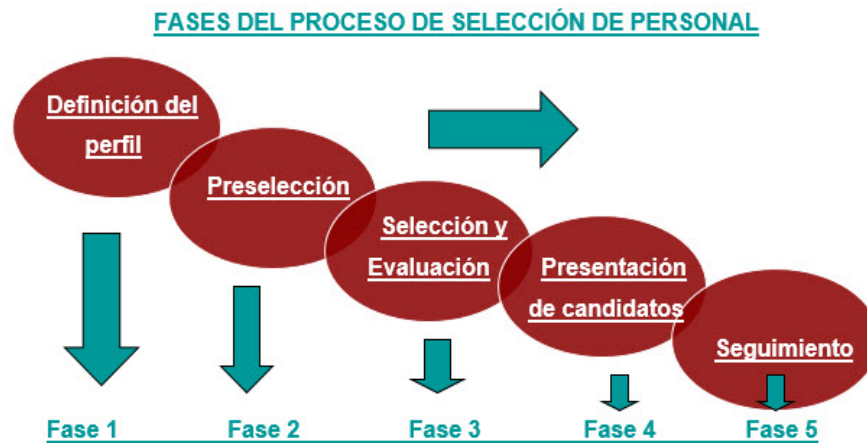 FASES DEL PROCESO DE SELECCIÓN DE PERSONAL
Definición del
perfil
Preselección
Selección y
Evaluación
Presentación
de candidatos
Seguimiento
Fase 1 Fase 2 Fase 3 Fase 4 Fase 5